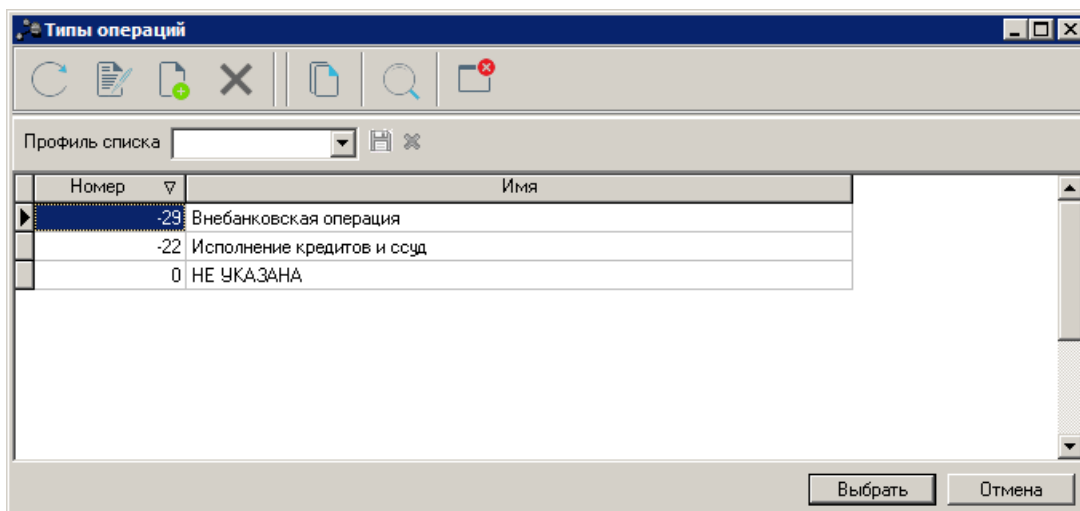 Типы операций
Профиль списка
Номер Имя
-29 Внебанковская операция
-22 Исполнение кредитов и ссуд
0 НЕ УКАЗАНА
Выбрать Отмена